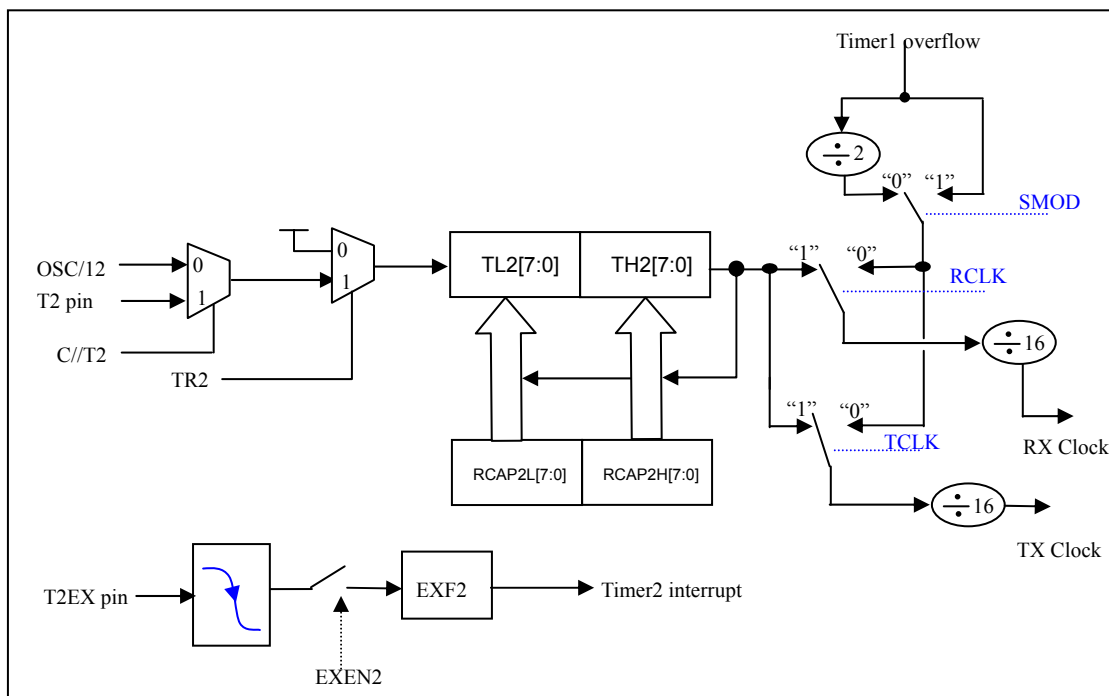 Timer1 overflow
÷ 2
“0” “1”
SMOD
OSC/12
T2 pin
0
1
C//T2
0
1
TR2
TL2[7:0]
TH2[7:0]
“1” “0”
RCLK
÷ 16
RX Clock
“1” “0”
TCLK
÷ 16
TX Clock
RCAP2L[7:0]
RCAP2H[7:0]
T2EX pin
EXF2
Timer2 interrupt
EXEN2